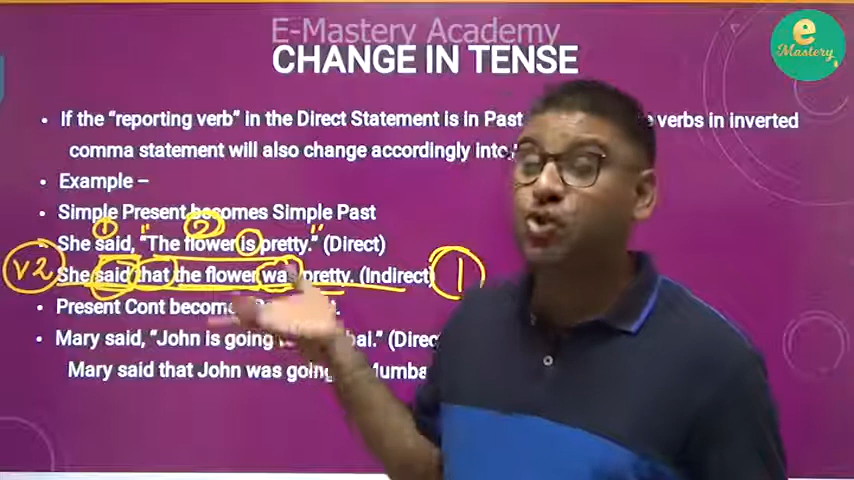 E-Mastery Academy
e
Mastery
CHANGE IN TENSE
• If the “reporting verb” in the Direct Statement is in Past verbs in inverted
comma statement will also change accordingly into
• Example –
• Simple Present becomes Simple Past
1 2
• She said, “The flower is pretty.” (Direct)
V2 She said that the flower was pretty. (Indirect) 1
• Present Cont
• Mary said, “John is going
Mary said that John was going